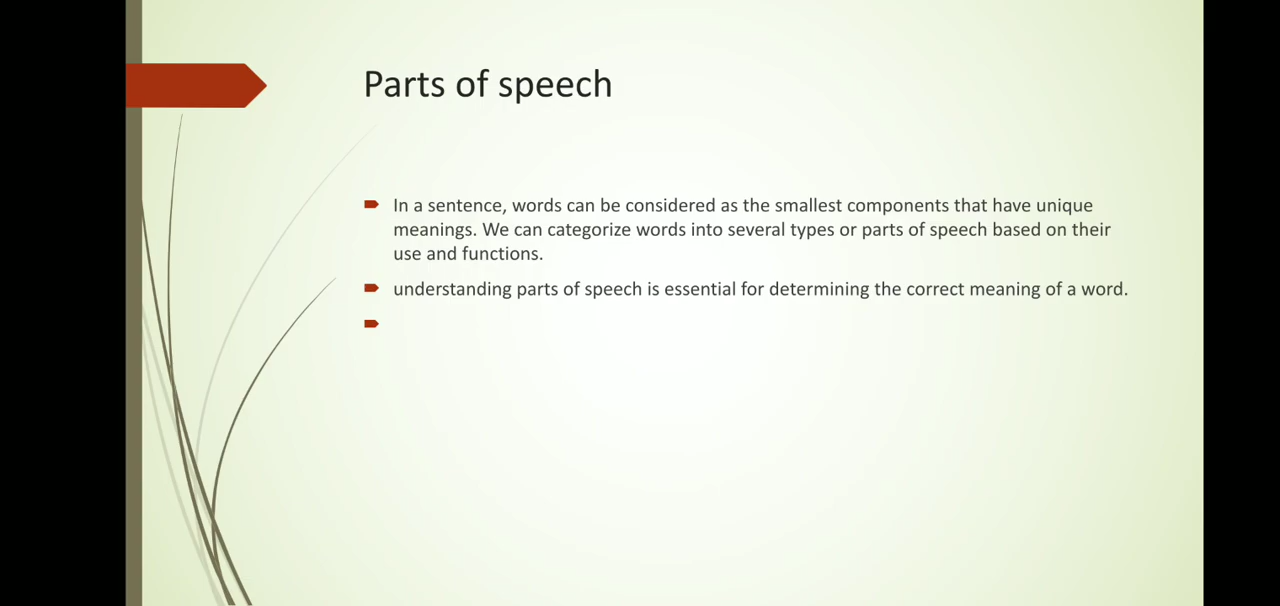 Parts of speech
In a sentence, words can be considered as the smallest components that have unique
meanings. We can categorize words into several types or parts of speech based on their
use and functions.
understanding parts of speech is essential for determining the correct meaning of a word.